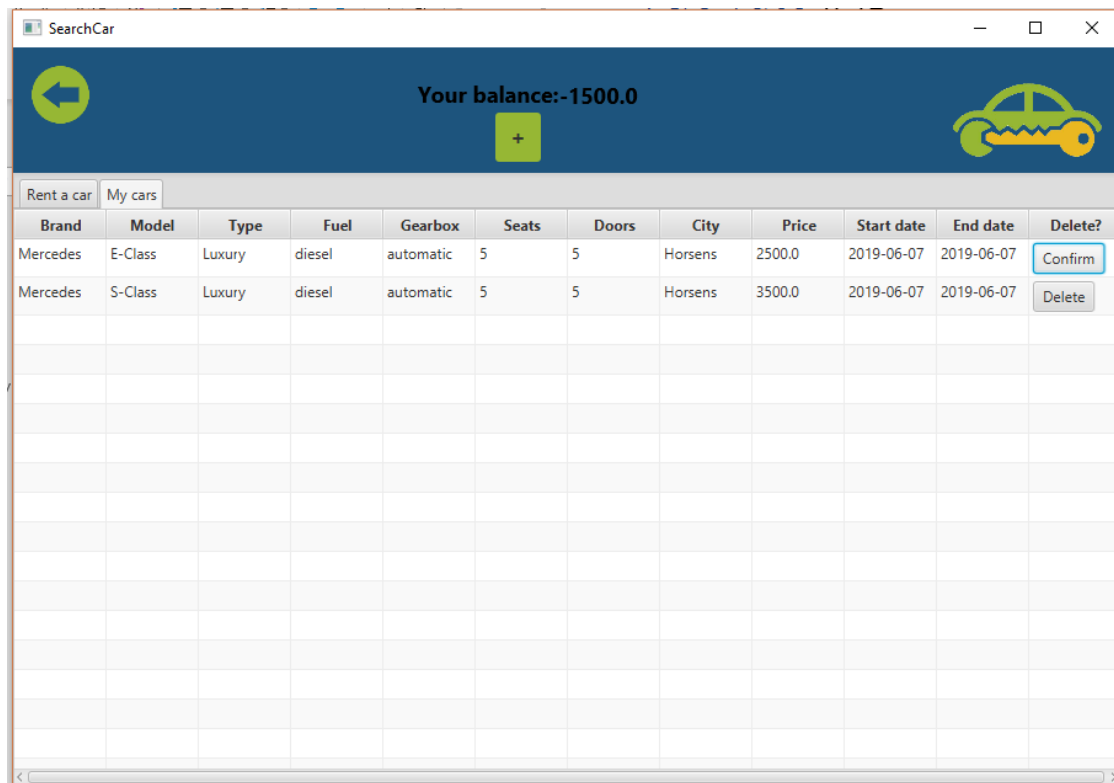 SearchCar
Your balance:-1500.0
+
Rent a car My cars
Brand Model Type Fuel Gearbox Seats Doors City Price Start date End date Delete?
Mercedes E-Class Luxury diesel automatic 5 5 Horsens 2500.0 2019-06-07 2019-06-07 Confirm
Mercedes S-Class Luxury diesel automatic 5 5 Horsens 3500.0 2019-06-07 2019-06-07 Delete